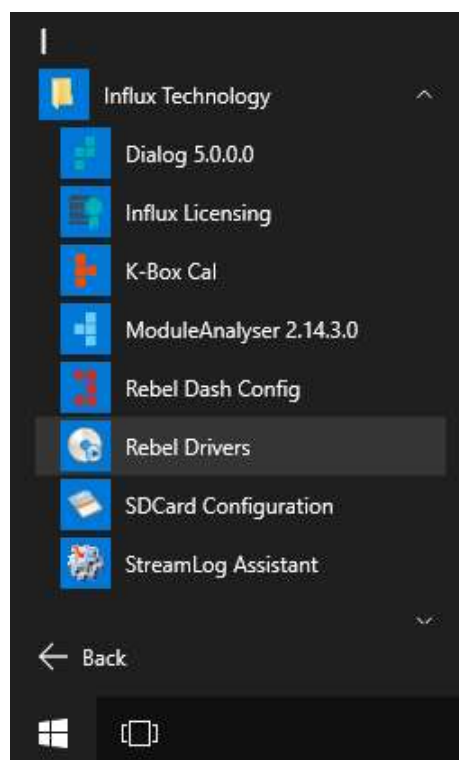 I
Influx Technology
Dialog 5.0.0.0
Influx Licensing
K-Box Cal
ModuleAnalyser 2.14.3.0
Rebel Dash Config
Rebel Drivers
SDCard Configuration
StreamLog Assistant
Back